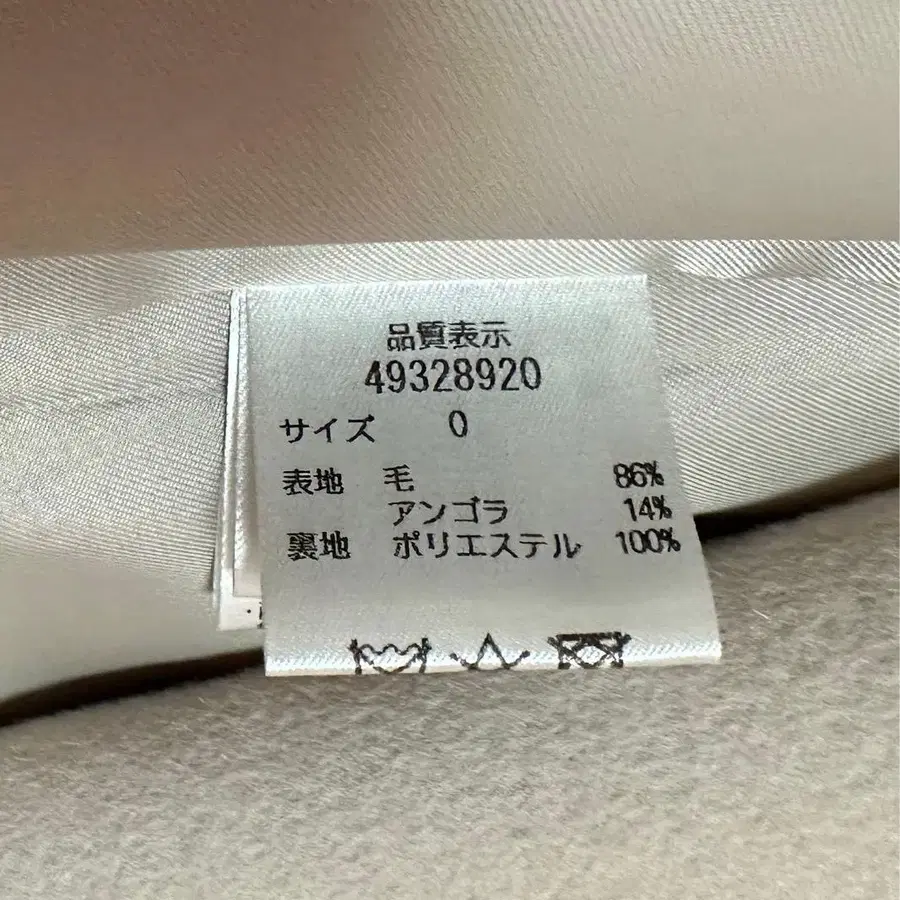 品質表示
49328920
サイズ 0
表地 毛 86%
アンゴラ 14%
裏地 ポリエステル 100%